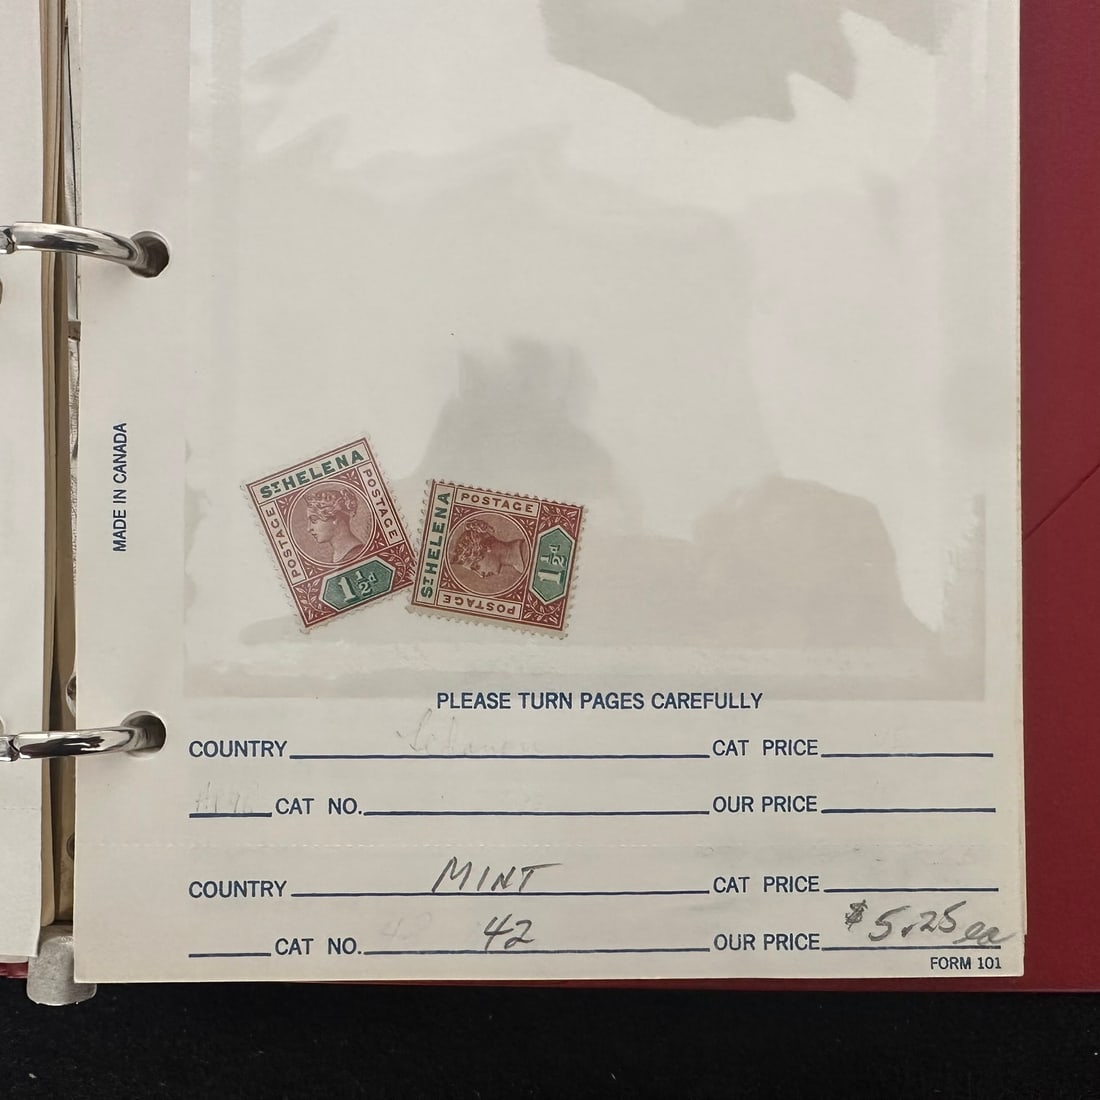 MADE IN CANADA
ST HELENA
POSTAGE
POSTAGE
1½d
ST HELENA
POSTAGE
POSTAGE
1½d
PLEASE TURN PAGES CAREFULLY
COUNTRY CAT PRICE
CAT NO. OUR PRICE
COUNTRY MINT CAT PRICE
CAT NO. 42 OUR PRICE $5.25 ea
FORM 101